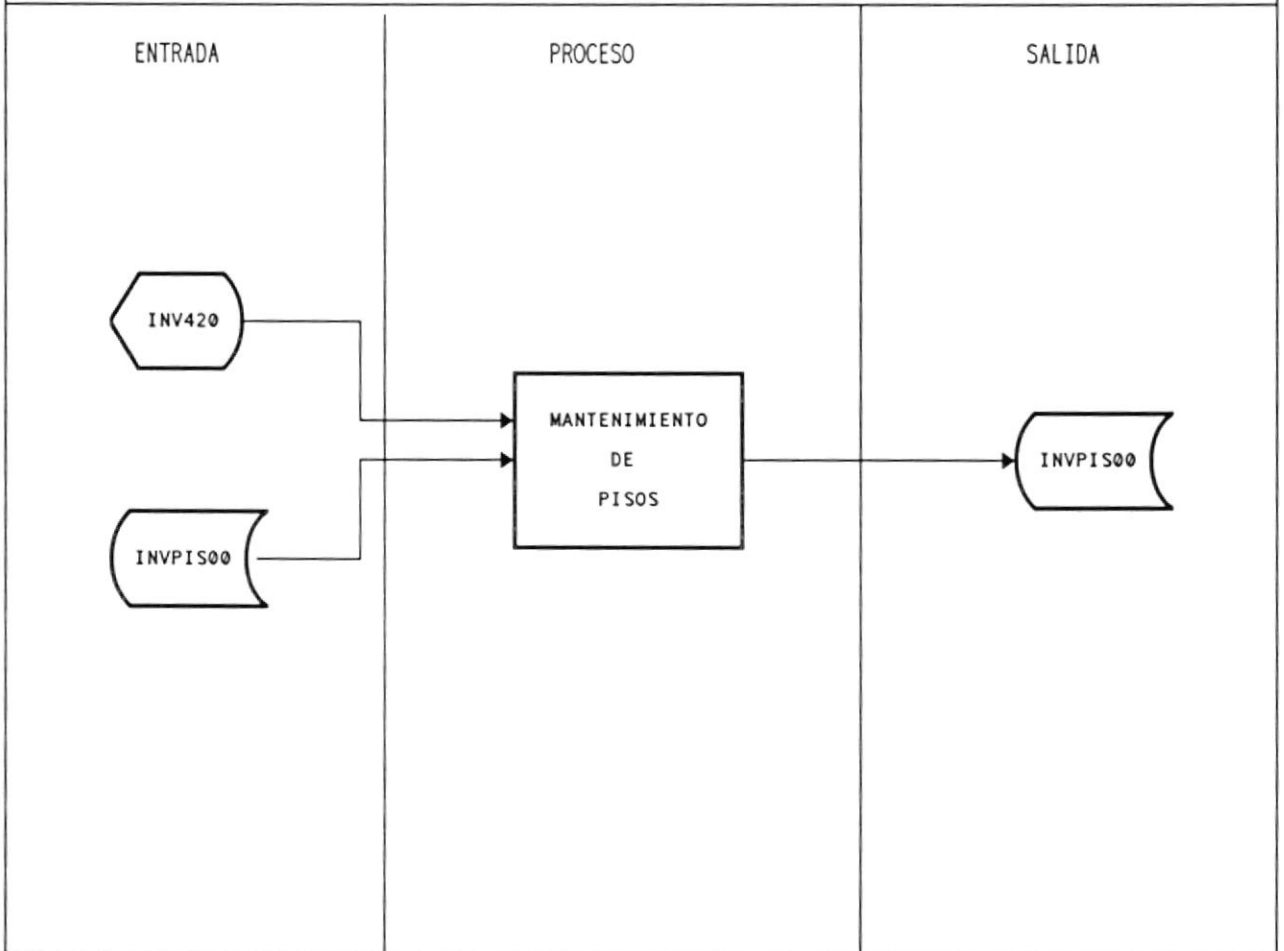 ENTRADA
PROCESO
SALIDA
INV420
MANTENIMIENTO
DE
PISOS
INVPIS00
INVPIS00